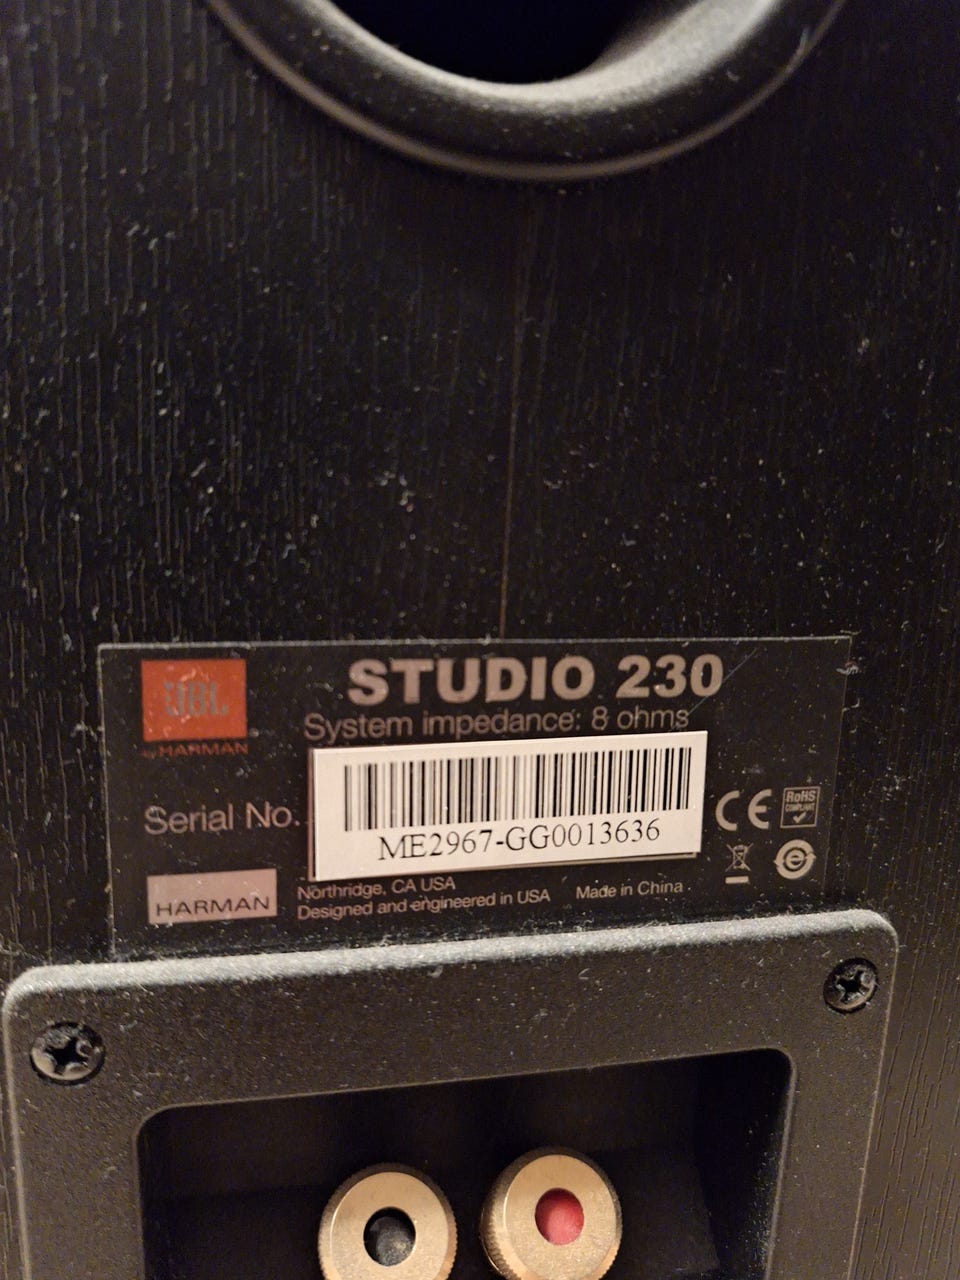 JBL
by HARMAN
STUDIO 230
System impedance: 8 ohms
Serial No.
ME2967-GG0013636
CE
RoHS
COMPLIANT
HARMAN
Northridge, CA USA
Designed and engineered in USA Made in China